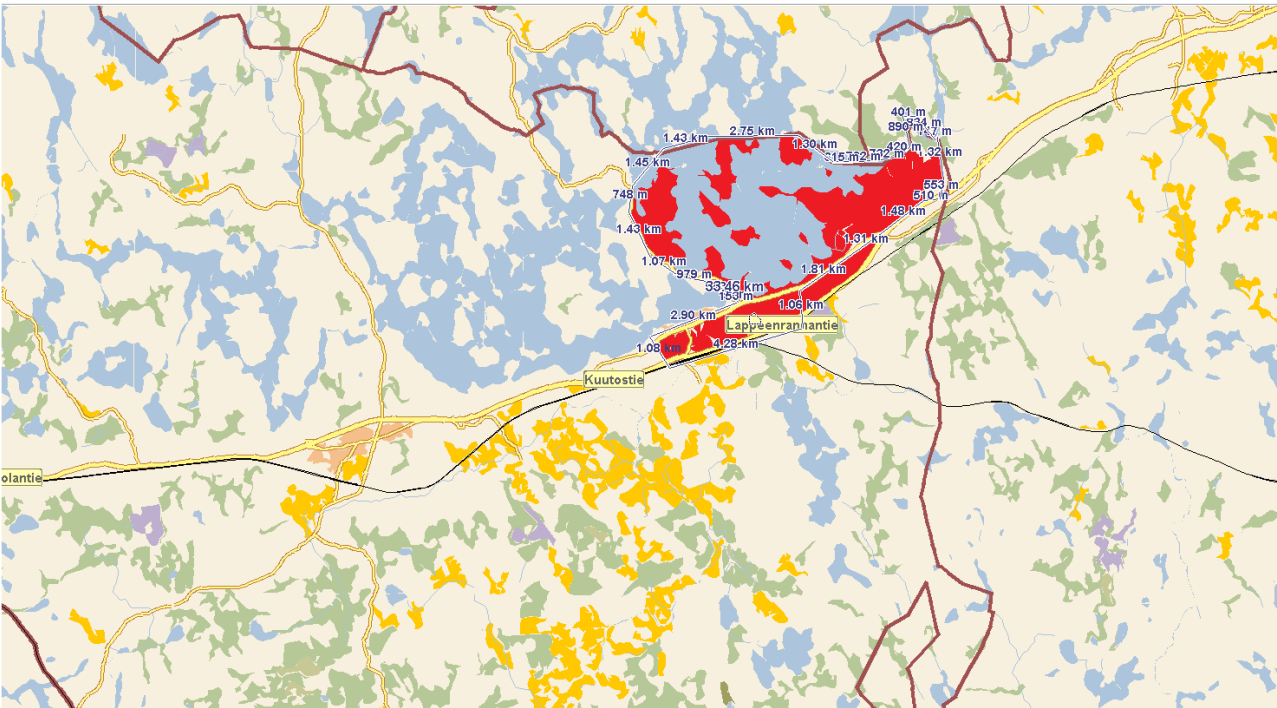 401 m
890 m
1.43 km
2.75 km
1.30 km
420 m
1.32 km
1.45 km
748 m
553 m
510 m
1.48 km
1.43 km
1.31 km
1.07 km
979 m
1.81 km
33.46 km
153 m
1.06 km
2.90 km
Lappeenrannantie
1.08 km
4.28 km
Kuutostie
olantie